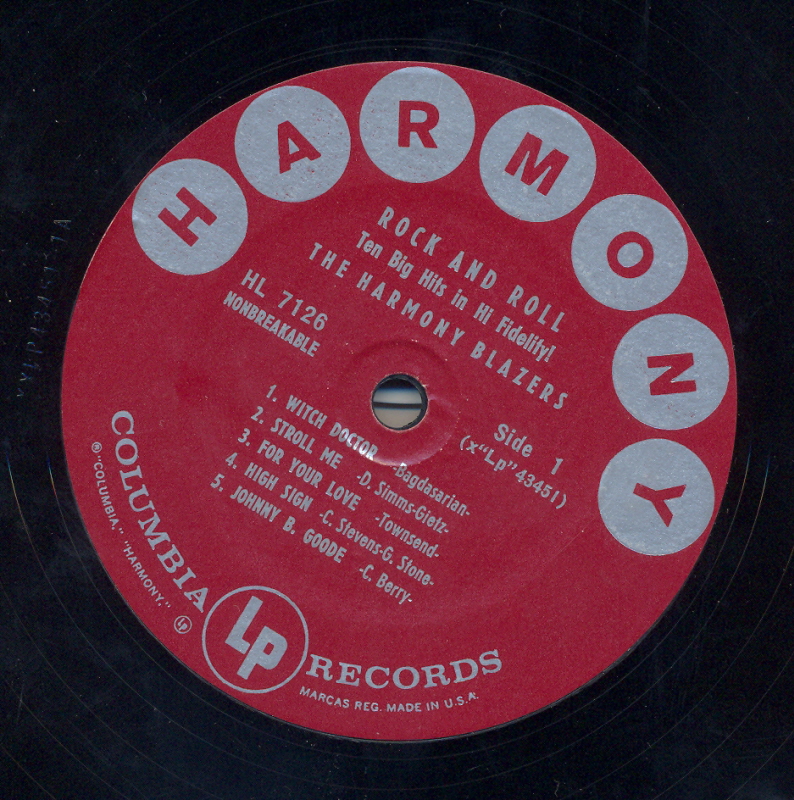 HARMONY
ROCK AND ROLL
Ten Big Hits in Hi Fidelity!
THE HARMONY BLAZERS
HL 7126
NONBREAKABLE
Side 1
(x"Lp"43451)
1. WITCH DOCTOR -Bagdasarian-
2. STROLL ME -D. Simms-Gietz-
3. FOR YOUR LOVE -Townsend-
4. HIGH SIGN -C. Stevens-G. Stone-
5. JOHNNY B. GOODE -C. Berry-
COLUMBIA LP RECORDS
® "COLUMBIA," "HARMONY," LP
MARCAS REG. MADE IN U.S.A.